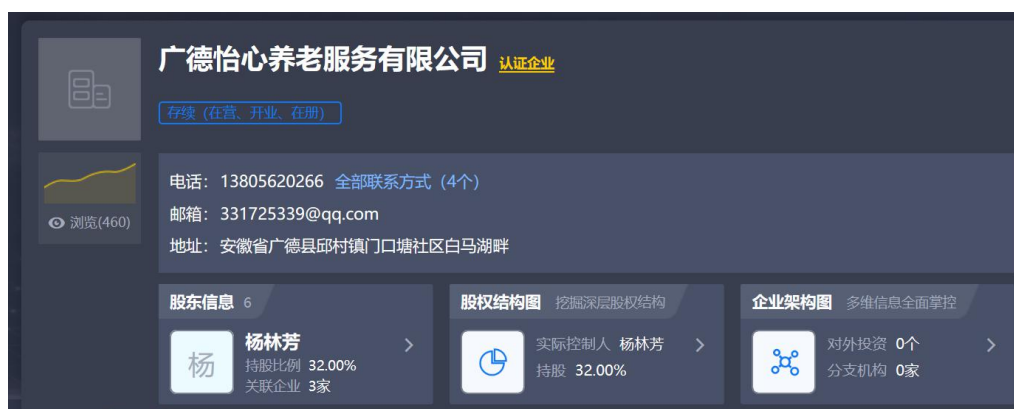 广德怡心养老服务有限公司 认证企业
存续（在营、开业、在册）
电话：13805620266 全部联系方式（4个）
邮箱：331725339@qq.com
浏览(460)
地址：安徽省广德县邱村镇门口塘社区白马湖畔
股东信息 6
杨
杨林芳
持股比例 32.00%
关联企业 3家
股权结构图 挖掘深层股权结构
实际控制人 杨林芳
持股 32.00%
企业架构图 多维信息全面掌控
对外投资 0个
分支机构 0家